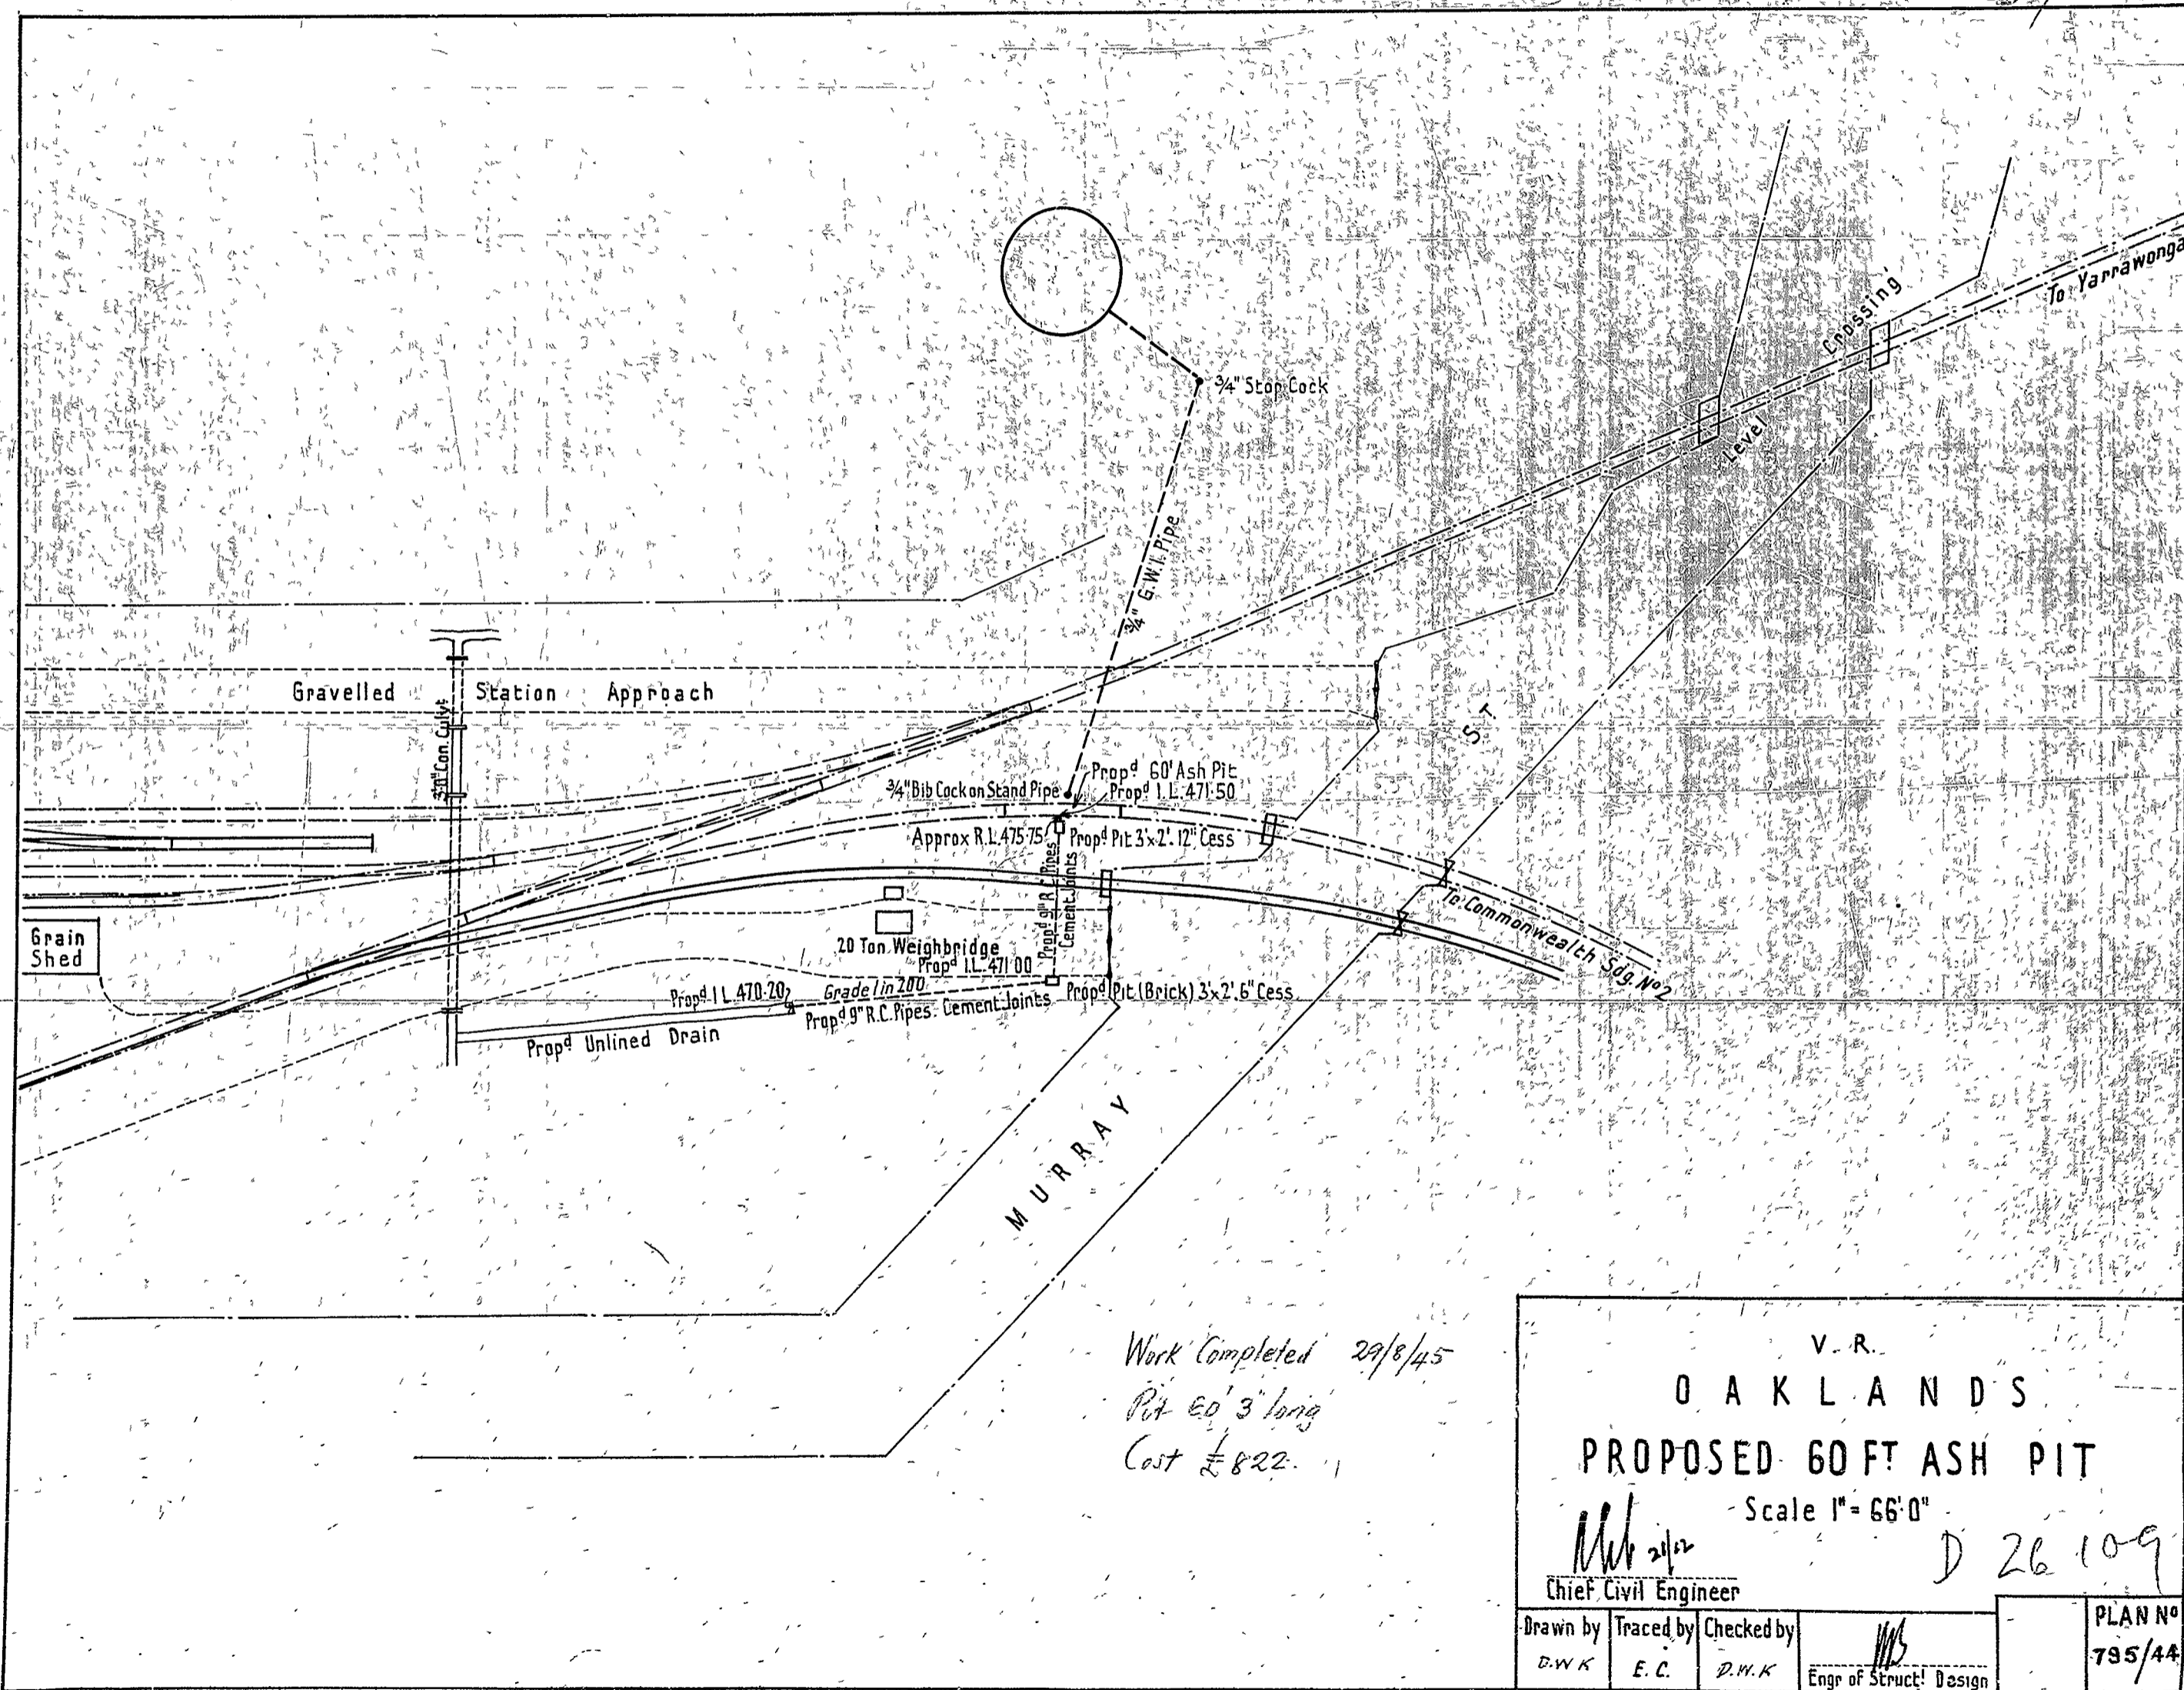 To Yarrawonga
Level Crossing
3/4" Stop Cock
3/4" G.W.I. Pipe
Gravelled Station Approach
3'0" Con. Culvt
ST.
3/4" Bib Cock on Stand Pipe
Propd 60' Ash Pit
Propd I.L. 471·50
Approx R.L. 475·75
Propd Pit 3'x2'. 12" Cess
Propd 9" R.C. Pipes
Cement Joints
To Commonwealth Sdg. No 2
Grain
Shed
20 Ton Weighbridge
Propd I.L. 471·00
Propd I.L. 470·20
Grade 1 in 200
Propd Pit (Brick) 3'x2'. 6" Cess
Propd 9" R.C. Pipes. Cement Joints
Propd Unlined Drain
MURRAY
Work Completed 29/8/45
Pit 60' 3" long
Cost £822.
V. R.
OAKLANDS
PROPOSED 60 FT ASH PIT
Scale 1" = 66'·0"
21/12
D 26109
Chief Civil Engineer
Drawn by
D.W.K
Traced by
E. C.
Checked by
D.W.K
Engr of Structl Design
PLAN No
795/44